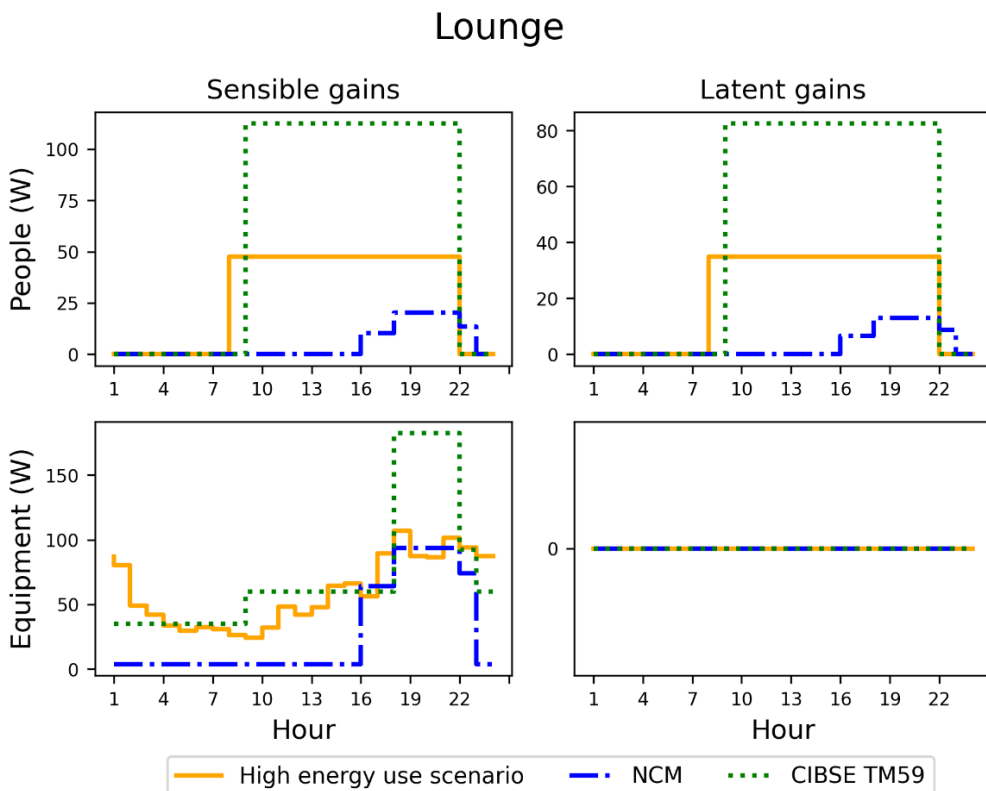 Lounge
Sensible gains
Latent gains
People (W)
100
75
50
25
0
1 4 7 10 13 16 19 22
80
60
40
20
0
1 4 7 10 13 16 19 22
Equipment (W)
150
100
50
0
1 4 7 10 13 16 19 22
Hour
0
1 4 7 10 13 16 19 22
Hour
High energy use scenario NCM CIBSE TM59